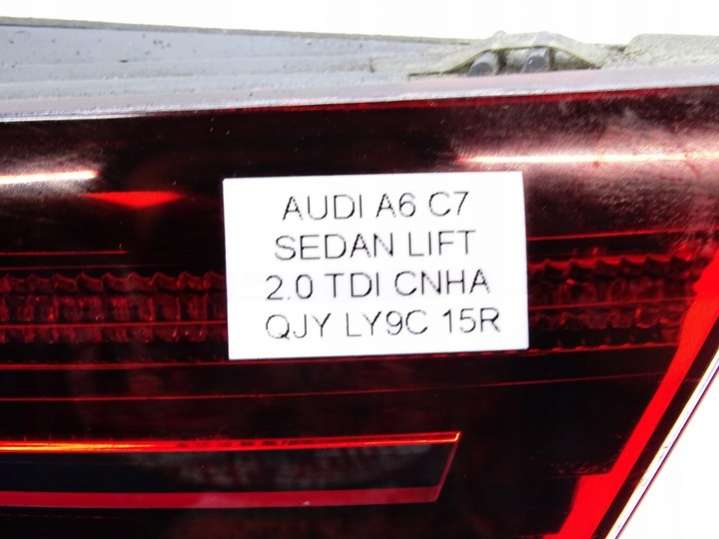 AUDI A6 C7
SEDAN LIFT
2.0 TDI CNHA
QJY LY9C 15R